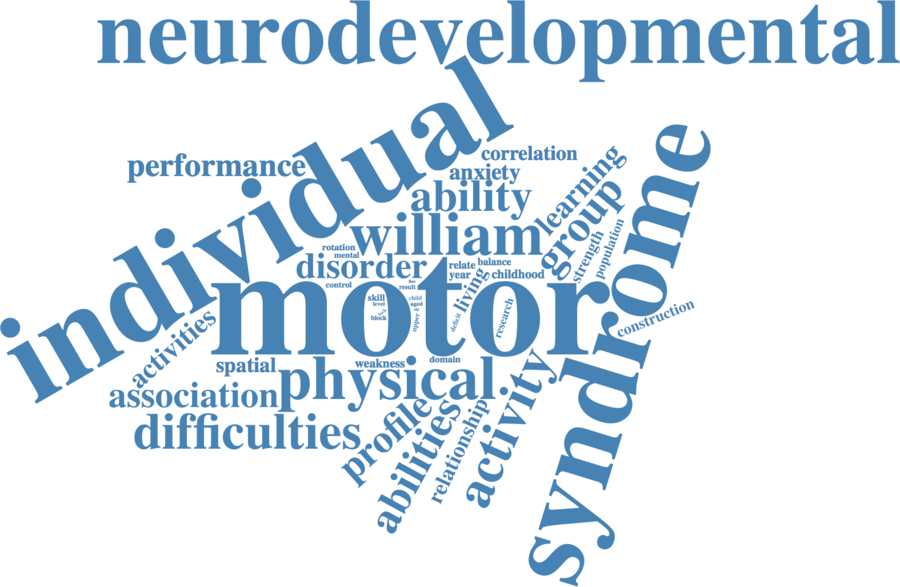 neurodevelopmental
individual
syndrome
performance
correlation
anxiety
ability
learning
group
william
strength
population
rotation
mental
disorder
relate
balance
year
childhood
living
control
motor
few
result
skill
level
child
aged
block
upper
deficit
research
construction
activities
spatial
weakness
domain
physical
association
difficulties
profile
abilities
relationship
activity